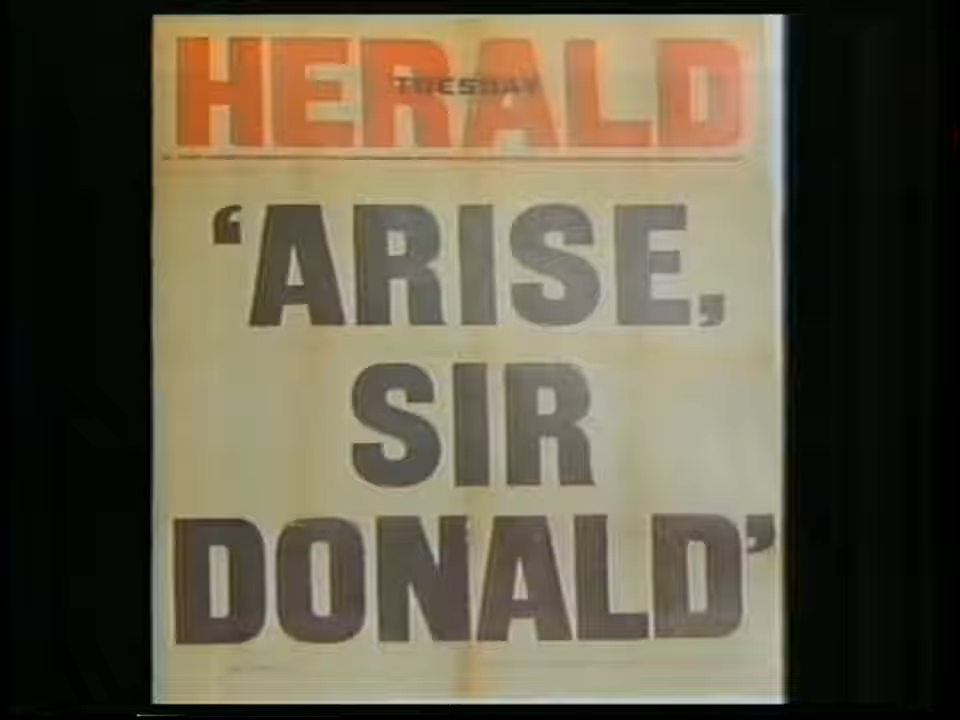 HERALD
TUESDAY
‘ARISE,
SIR
DONALD’